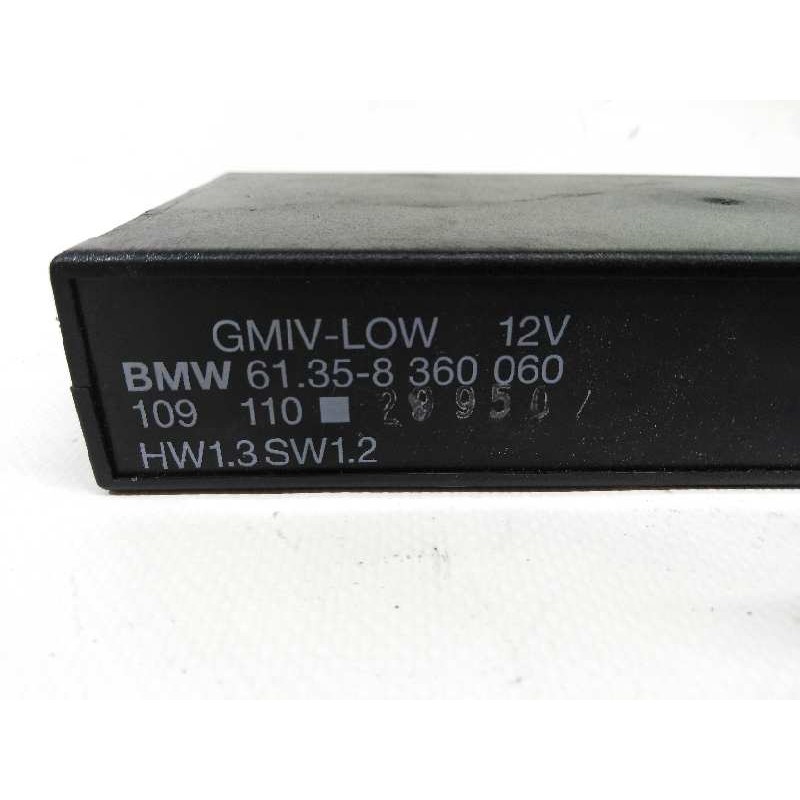 GMIV-LOW 12V
BMW 61.35-8 360 060
109 110
HW1.3 SW1.2